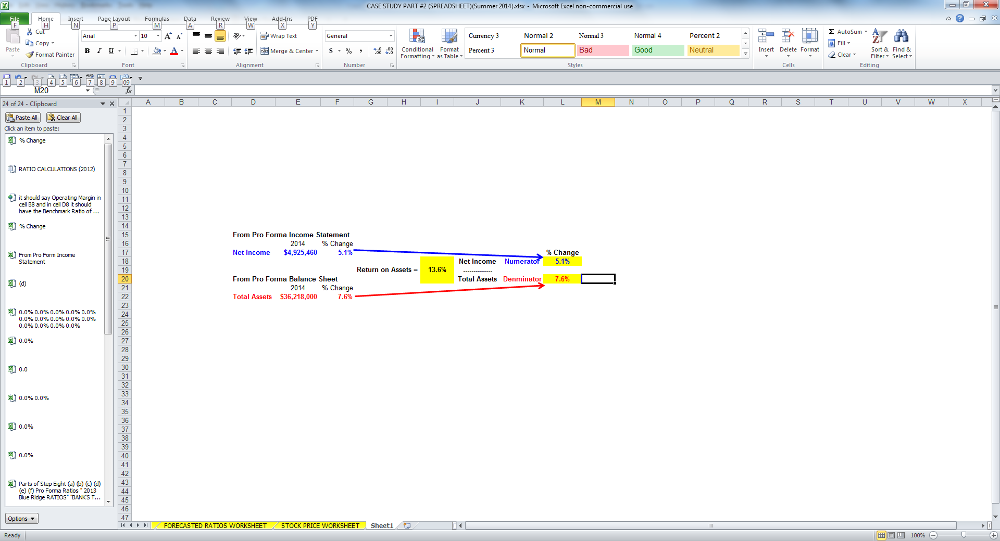 CASE STUDY PART #2 (SPREADSHEET)(Summer 2014).xlsx - Microsoft Excel non-commercial use
File Home Insert Page Layout Formulas Data Review View Add-Ins PDF
F H N P M A R W X Y
Cut
Copy
Format Painter
Paste
Clipboard
Arial 10
B I U
Font
Wrap Text
Merge & Center
Alignment
General
$ % ,
Number
Conditional Formatting
Format as Table
Currency 3 Normal 2 Normal 3 Normal 4 Percent 2
Percent 3 Normal Bad Good Neutral
Styles
Insert Delete Format
Cells
Σ AutoSum
Fill
Clear
Sort & Filter
Find & Select
Editing
1 2 3 4 5 6 7 8 9 09
M20 fx
24 of 24 - Clipboard
Paste All Clear All
Click an item to paste:
% Change
RATIO CALCULATIONS (2012)
it should say Operating Margin in
cell B8 and in cell D8 it should
have the Benchmark Ratio of ...
% Change
From Pro Form Income
Statement
(d)
0.0% 0.0% 0.0% 0.0% 0.0%
0.0% 0.0% 0.0% 0.0% 0.0%
0.0% 0.0% 0.0% 0.0%
0.0%
0.0
0.0% 0.0%
0.0%
0.0%
Parts of Step Eight (a) (b) (c) (d)
(e) (f) Pro Forma Ratios " 2013
Blue Ridge RATIOS" "BANK'S T...
Options
A B C D E F G H I J K L M N O P Q R S T U V W X
1
2
3
4
5
6
7
8
9
10
11
12
13
14
15 From Pro Forma Income Statement
16 2014 % Change
17 Net Income $4,925,460 5.1% % Change
18 Net Income Numerator 5.1%
19 Return on Assets = 13.6% --------------
20 From Pro Forma Balance Sheet Total Assets Denminator 7.6%
21 2014 % Change
22 Total Assets $36,218,000 7.6%
23
24
25
26
27
28
29
30
31
32
33
34
35
36
37
38
39
40
41
42
43
44
45
46
47
FORECASTED RATIOS WORKSHEET STOCK PRICE WORKSHEET Sheet1
Ready 100%